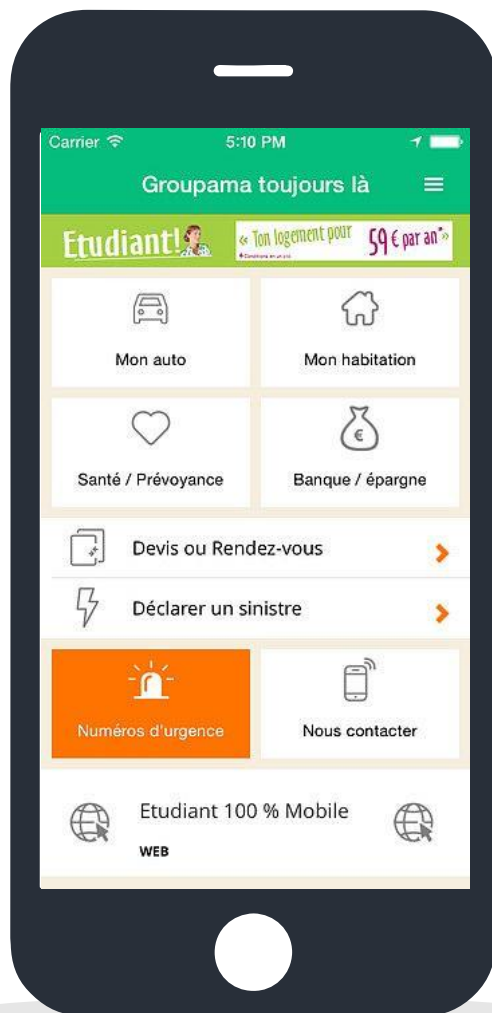 Carrier 5:10 PM
Groupama toujours là
Etudiant! « Ton logement pour 59 € par an*»
Mon auto
Mon habitation
€
Santé / Prévoyance
Banque / épargne
Devis ou Rendez-vous
Déclarer un sinistre
Numéros d'urgence
Nous contacter
Etudiant 100 % Mobile
WEB